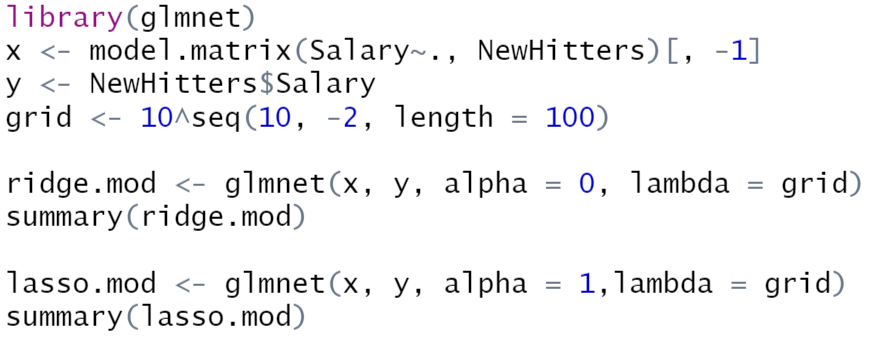 library(glmnet)
x <- model.matrix(Salary~., NewHitters)[, -1]
y <- NewHitters$Salary
grid <- 10^seq(10, -2, length = 100)
ridge.mod <- glmnet(x, y, alpha = 0, lambda = grid)
summary(ridge.mod)
lasso.mod <- glmnet(x, y, alpha = 1,lambda = grid)
summary(lasso.mod)